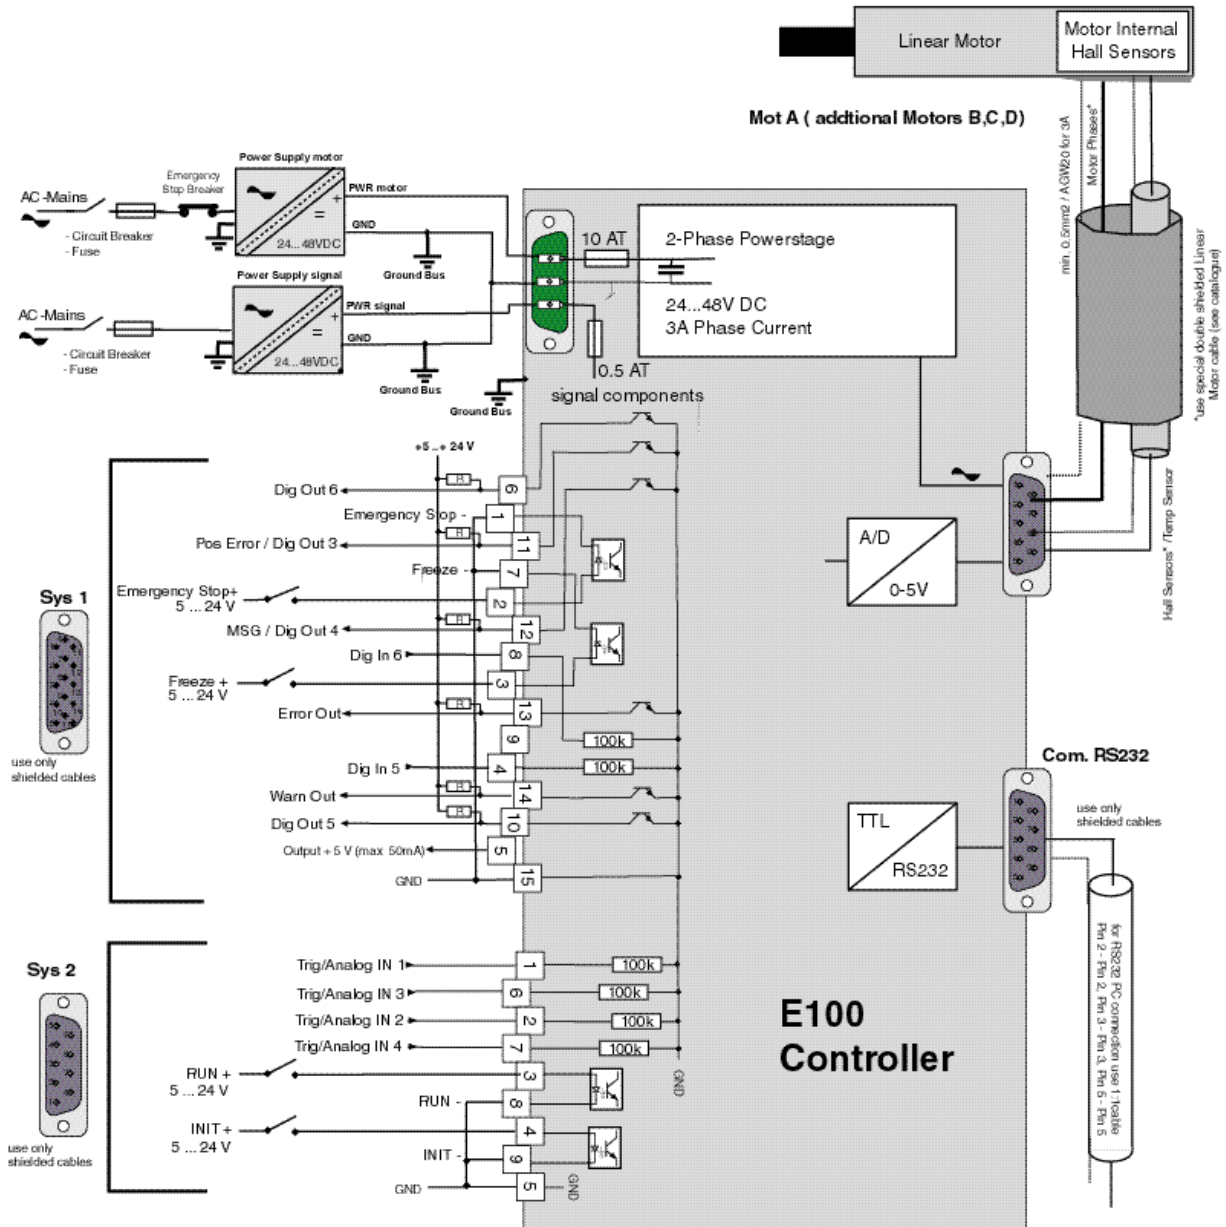 Linear Motor
Motor Internal
Hall Sensors
Mot A ( addtional Motors B,C,D)
min. 0.5mm2 / AGW20 for 3A
Motor Phases*
*use special double shielded Linear
Motor cable (see catalogue)
Hall Sensors* /Temp Sensor
AC -Mains
- Circuit Breaker
- Fuse
Emergency
Stop Breaker
Power Supply motor
=
+
24...48VDC
PWR motor
GND
Ground Bus
AC-Mains
- Circuit Breaker
- Fuse
Power Supply signal
=
+
24...48VDC
PWR signal
GND
Ground Bus
Ground Bus
10 AT
0.5 AT
signal components
2-Phase Powerstage
24...48V DC
3A Phase Current
+5 ..+ 24 V
Sys 1
use only
shielded cables
Dig Out 6
R
6
Emergency Stop -
1
Pos Error / Dig Out 3
R
11
Freeze -
7
Emergency Stop+
5 ... 24 V
2
MSG / Dig Out 4
R
12
Dig In 6
8
Freeze +
5 ... 24 V
3
Error Out
R
13
9
100k
Dig In 5
4
100k
Warn Out
R
14
Dig Out 5
R
10
Output + 5 V (max 50mA)
5
GND
15
A/D
0-5V
Com. RS232
use only
shielded cables
TTL
RS232
for RS232 PC connection use 1:1cable
Pin 2 - Pin 2, Pin 3 - Pin 3, Pin 5 - Pin 5
Sys 2
use only
shielded cables
Trig/Analog IN 1
1
100k
Trig/Analog IN 3
6
100k
Trig/Analog IN 2
2
100k
Trig/Analog IN 4
7
100k
RUN +
5 ... 24 V
3
RUN -
8
INIT +
5 ... 24 V
4
INIT -
9
GND
5
GND
GND
E100
Controller